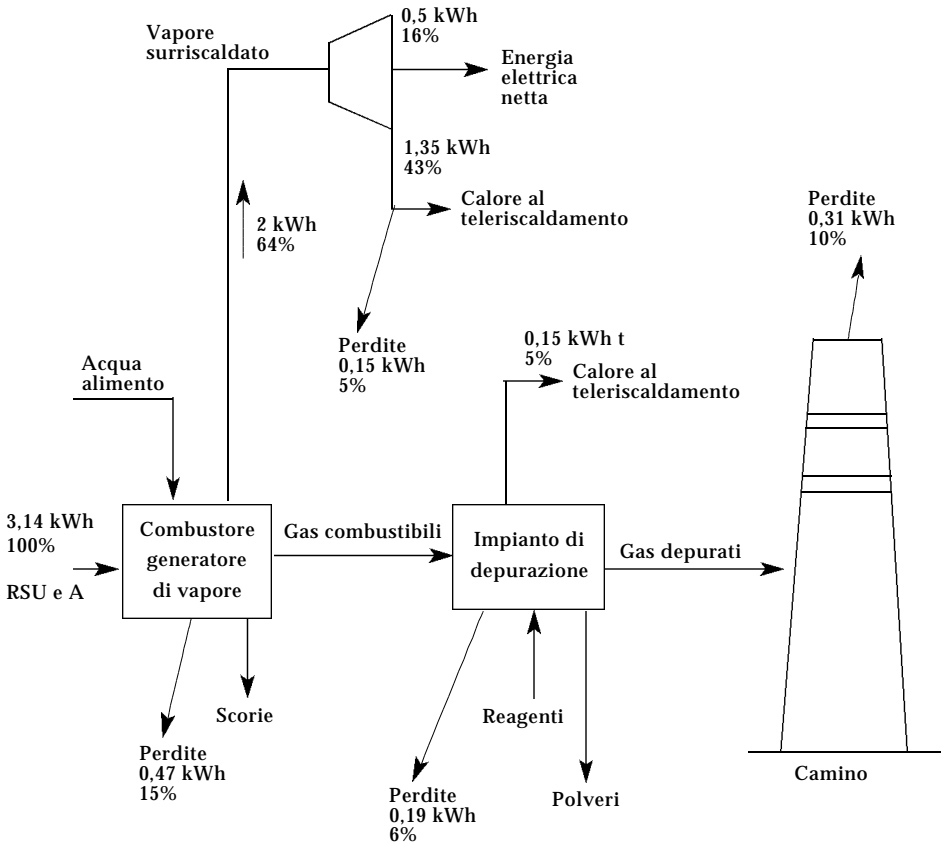 0,5 kWh
16%
Vapore
surriscaldato
Energia
elettrica
netta
1,35 kWh
43%
Calore al
teleriscaldamento
2 kWh
64%
Perdite
0,31 kWh
10%
Perdite
0,15 kWh
5%
0,15 kWh t
5%
Calore al
teleriscaldamento
Acqua
alimento
3,14 kWh
100%
RSU e A
Combustore
generatore
di vapore
Gas combustibili
Impianto di
depurazione
Gas depurati
Scorie
Reagenti
Perdite
0,47 kWh
15%
Perdite
0,19 kWh
6%
Polveri
Camino